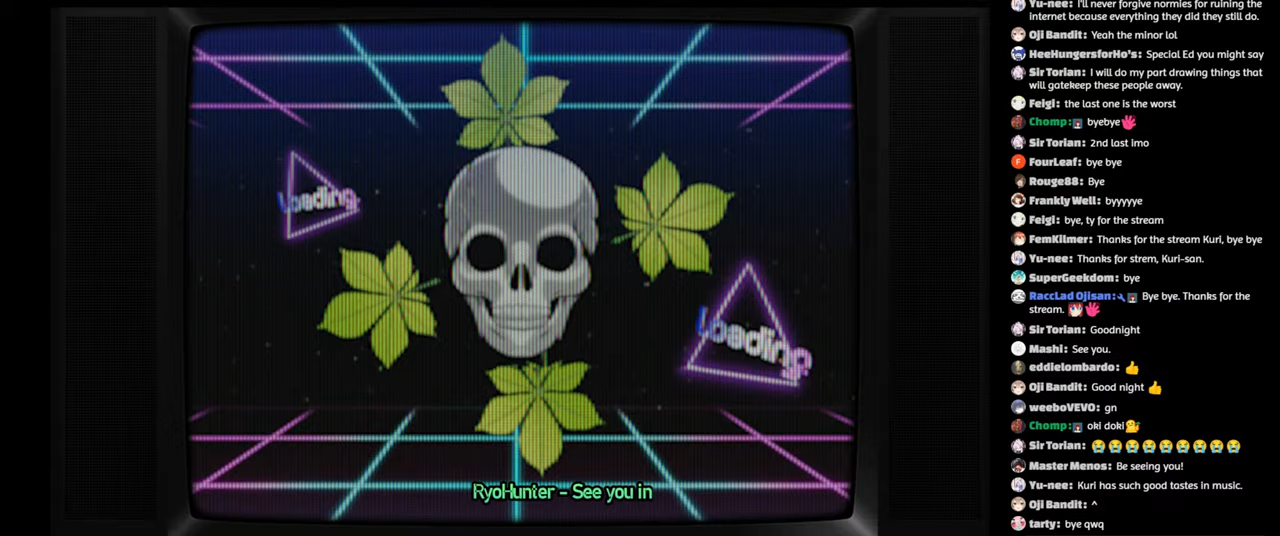 Loading
Loading
RyoHunter - See you in
Yu-nee: I'll never forgive normies for ruining the
internet because everything they did they still do.
Oji Bandit: Yeah the minor lol
HeeHungersforHo's: Special Ed you might say
Sir Torian: I will do my part drawing things that
will gatekeep these people away.
Feigi: the last one is the worst
Chomp: byebye👋
Sir Torian: 2nd last imo
F
FourLeaf: bye bye
Rouge88: Bye
Frankly Well: byyyyye
Feigi: bye, ty for the stream
FemKilmer: Thanks for the stream Kuri, bye bye
Yu-nee: Thanks for strem, Kuri-san.
SuperGeekdom: bye
RaccLad Ojisan: Bye bye. Thanks for the
stream.
Sir Torian: Goodnight
Mashi: See you.
eddielombardo: 👍
Oji Bandit: Good night 👍
weeboVEVO: gn
Chomp: oki doki
Sir Torian: 😭😭😭😭😭😭😭😭😭
Master Menos: Be seeing you!
Yu-nee: Kuri has such good tastes in music.
Oji Bandit: ^
tarty: bye qwq